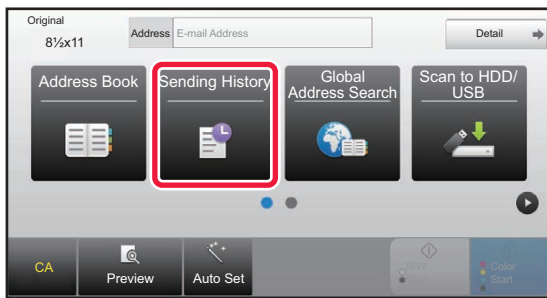 Original
8½x11
Address
E-mail Address
Detail
Address Book
Sending History
Global
Address Search
Scan to HDD/
USB
CA
Preview
Auto Set
B/W
Start
Color
Start